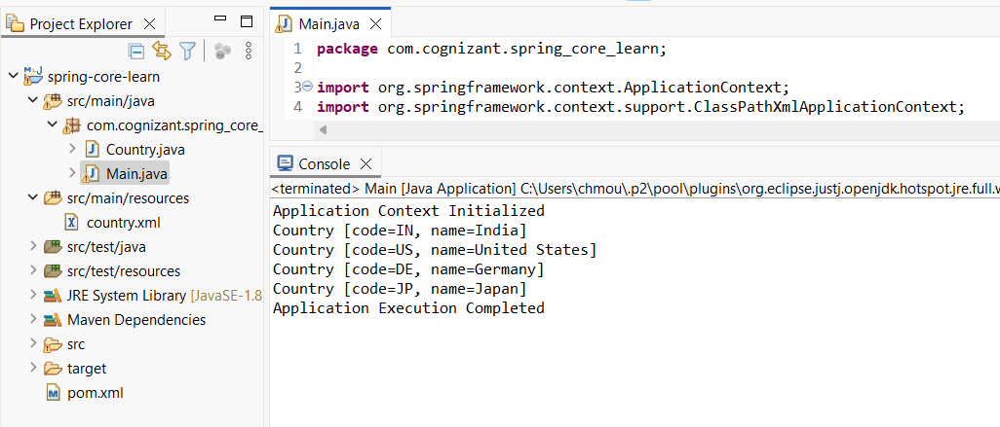 Project Explorer
spring-core-learn
src/main/java
com.cognizant.spring_core_
Country.java
Main.java
src/main/resources
country.xml
src/test/java
src/test/resources
JRE System Library [JavaSE-1.8
Maven Dependencies
src
target
pom.xml
Main.java
1 package com.cognizant.spring_core_learn;
2
3 import org.springframework.context.ApplicationContext;
4 import org.springframework.context.support.ClassPathXmlApplicationContext;
Console
<terminated> Main [Java Application] C:\Users\chmou\.p2\pool\plugins\org.eclipse.justj.openjdk.hotspot.jre.full.w
Application Context Initialized
Country [code=IN, name=India]
Country [code=US, name=United States]
Country [code=DE, name=Germany]
Country [code=JP, name=Japan]
Application Execution Completed